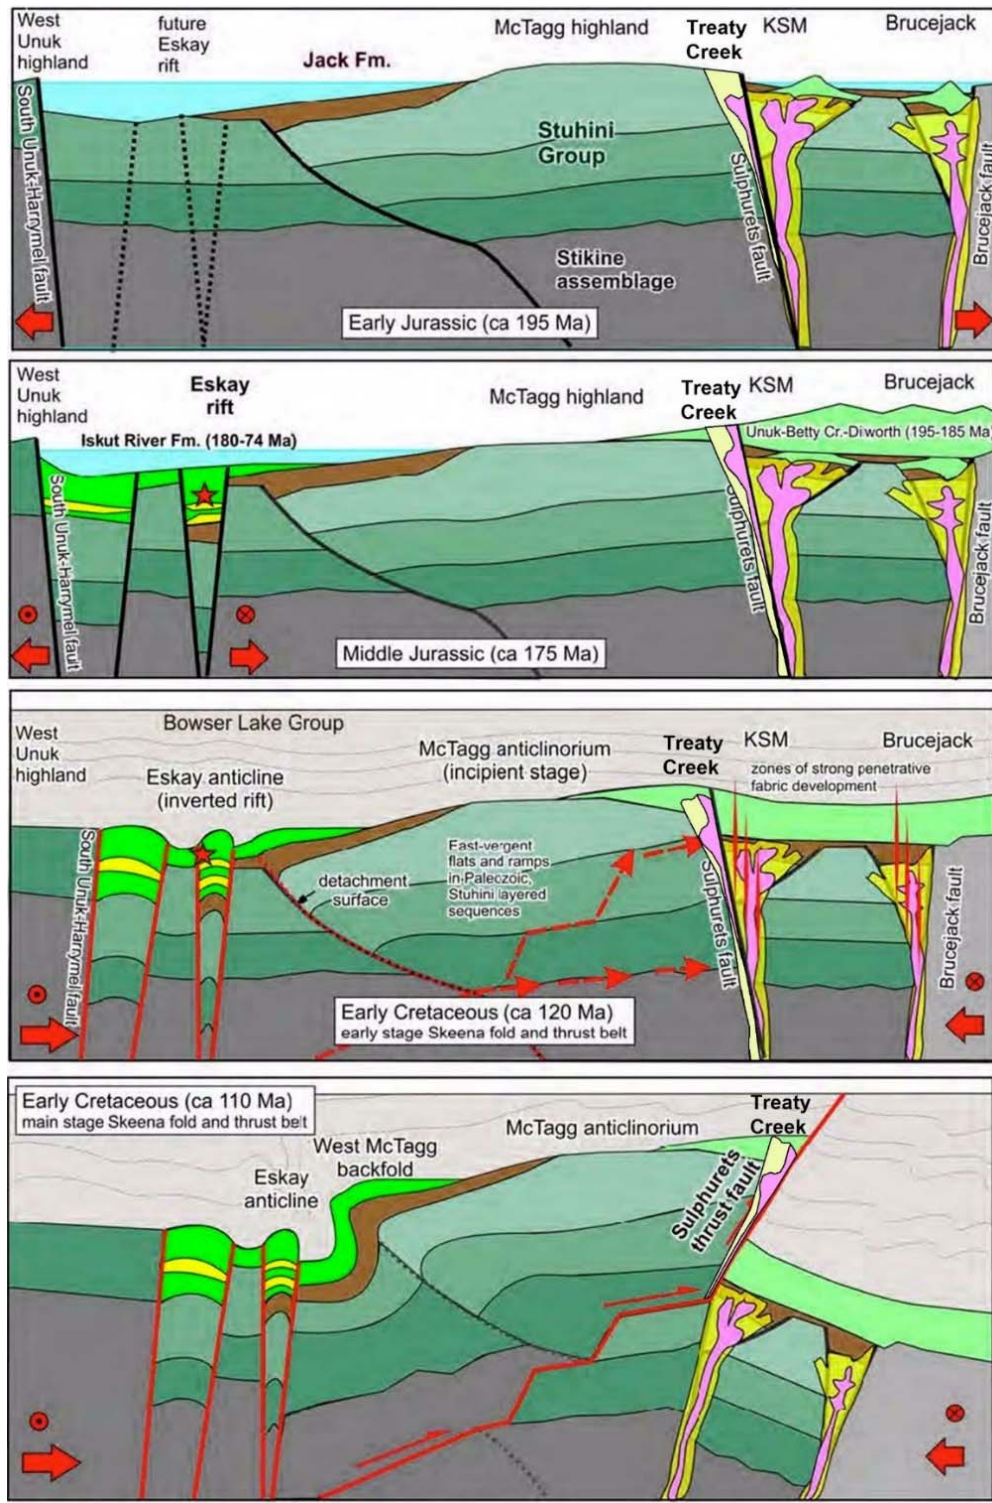 West
Unuk
highland
future
Eskay
rift
Jack Fm.
McTagg highland
Treaty
Creek
KSM
Brucejack
South Unuk-Harrymel fault
Stuhini
Group
Sulphurets fault
Brucejack fault
Stikine
assemblage
Early Jurassic (ca 195 Ma)
West
Unuk
highland
Eskay
rift
McTagg highland
Treaty
Creek
KSM
Brucejack
Iskut River Fm. (180-74 Ma)
Unuk-Betty Cr.-Diworth (195-185 Ma)
South Unuk-Harrymel fault
Sulphurets fault
Brucejack fault
Middle Jurassic (ca 175 Ma)
Bowser Lake Group
West
Unuk
highland
Eskay anticline
(inverted rift)
McTagg anticlinorium
(incipient stage)
Treaty
Creek
KSM
Brucejack
zones of strong penetrative
fabric development
South Unuk-Harrymel fault
detachment
surface
East-vergent
flats and ramps
in-Paleczoic,
Stuhini layered
sequences
Sulphurets fault
Brucejack fault
Early Cretaceous (ca 120 Ma)
early stage Skeena fold and thrust belt
Early Cretaceous (ca 110 Ma)
main stage Skeena fold and thrust belt
Eskay
anticline
West McTagg
backfold
McTagg anticlinorium
Treaty
Creek
Sulphurets
thrust fault